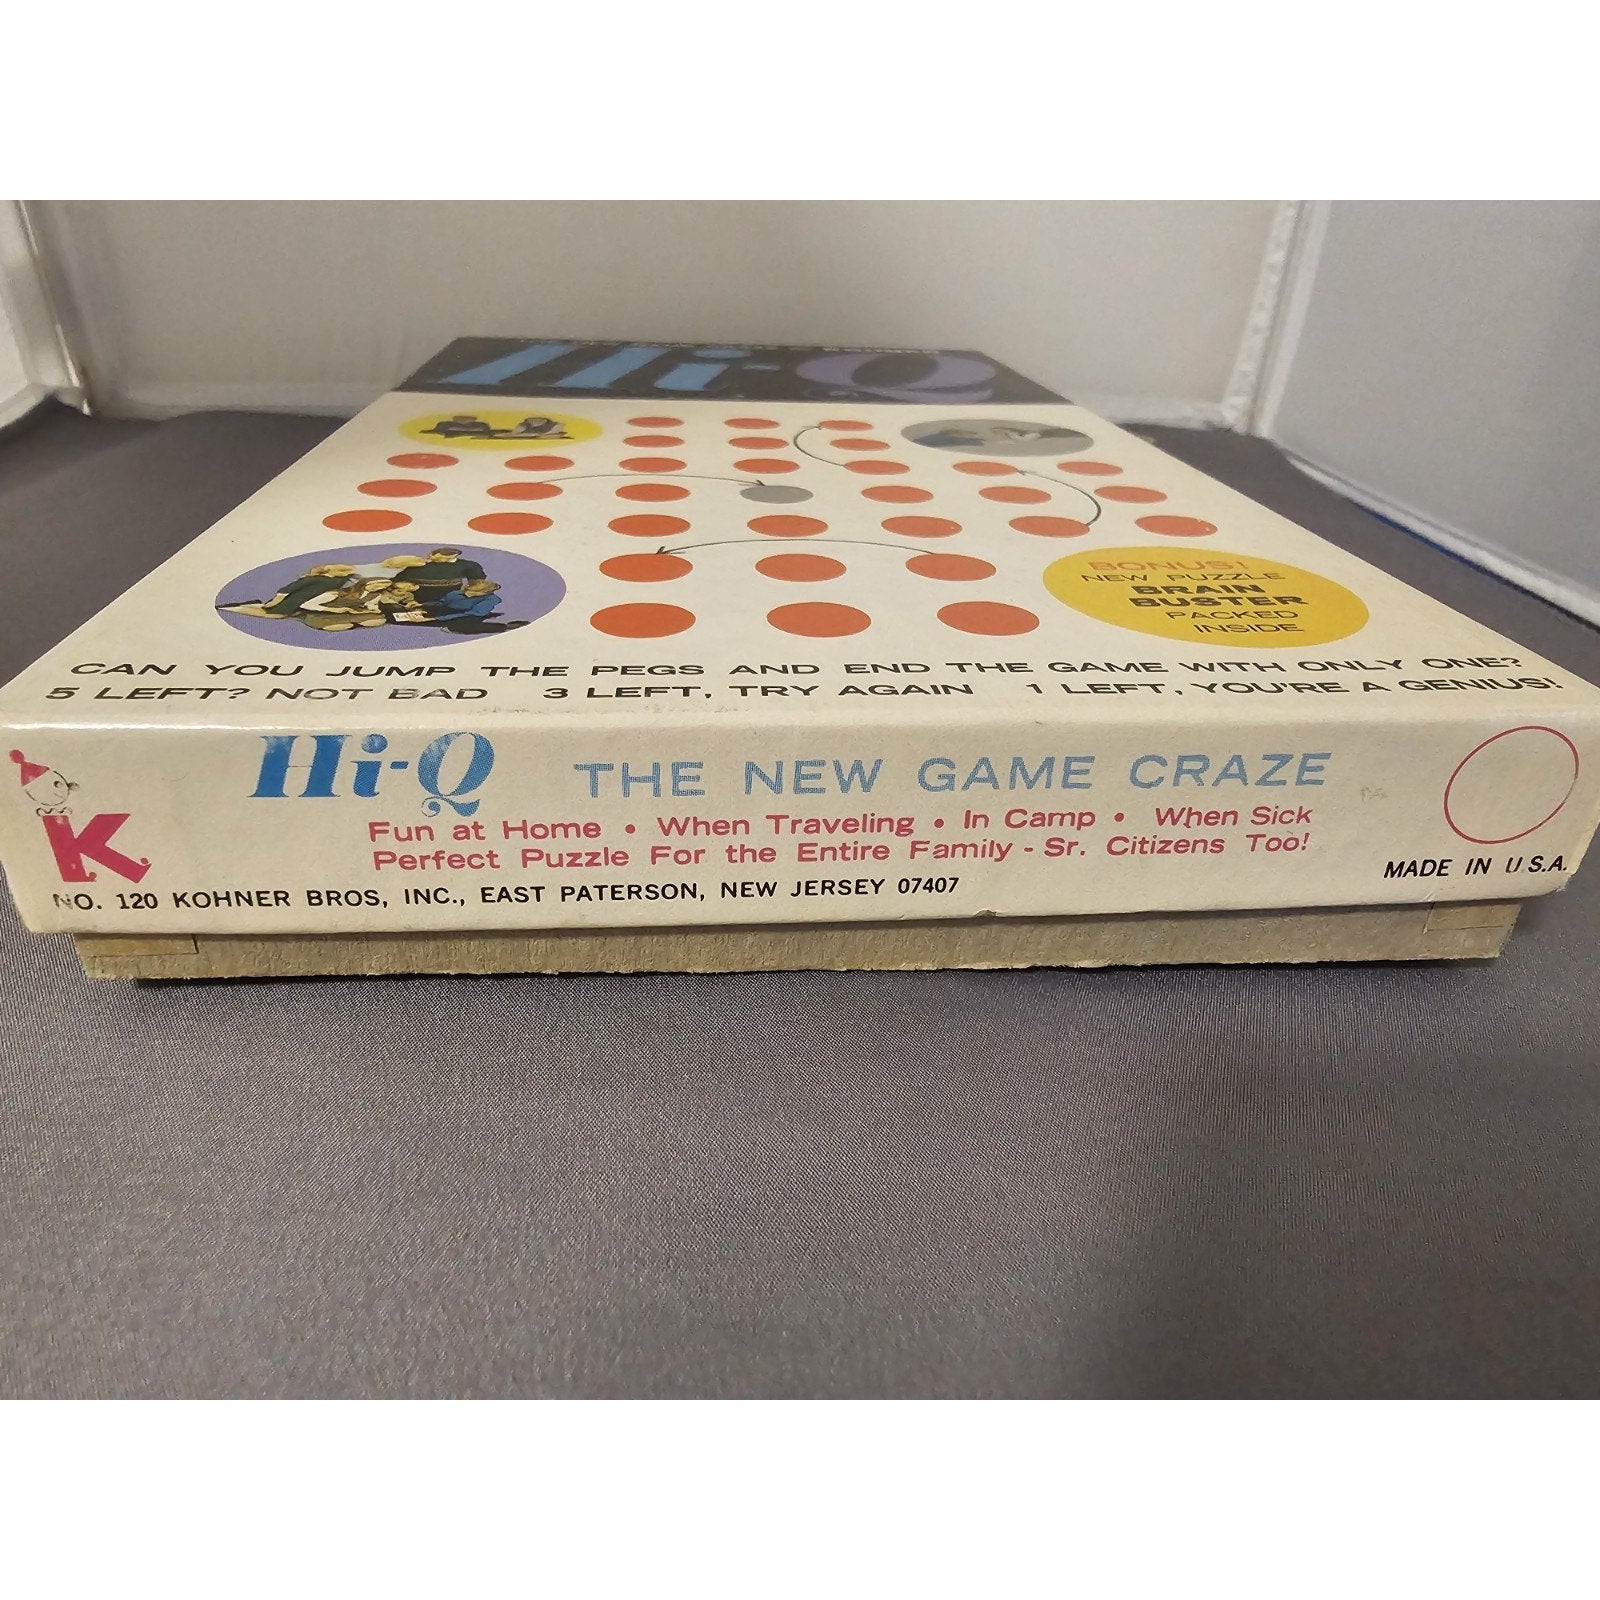 Hi-Q
BONUS!
NEW PUZZLE
BRAIN
BUSTER
PACKED
INSIDE
CAN YOU JUMP THE PEGS AND END THE GAME WITH ONLY ONE?
5 LEFT? NOT BAD 3 LEFT, TRY AGAIN 1 LEFT, YOU'RE A GENIUS!
Hi-Q THE NEW GAME CRAZE
Fun at Home • When Traveling • In Camp • When Sick
Perfect Puzzle For the Entire Family - Sr. Citizens Too!
K
MADE IN U.S.A.
NO. 120 KOHNER BROS, INC., EAST PATERSON, NEW JERSEY 07407